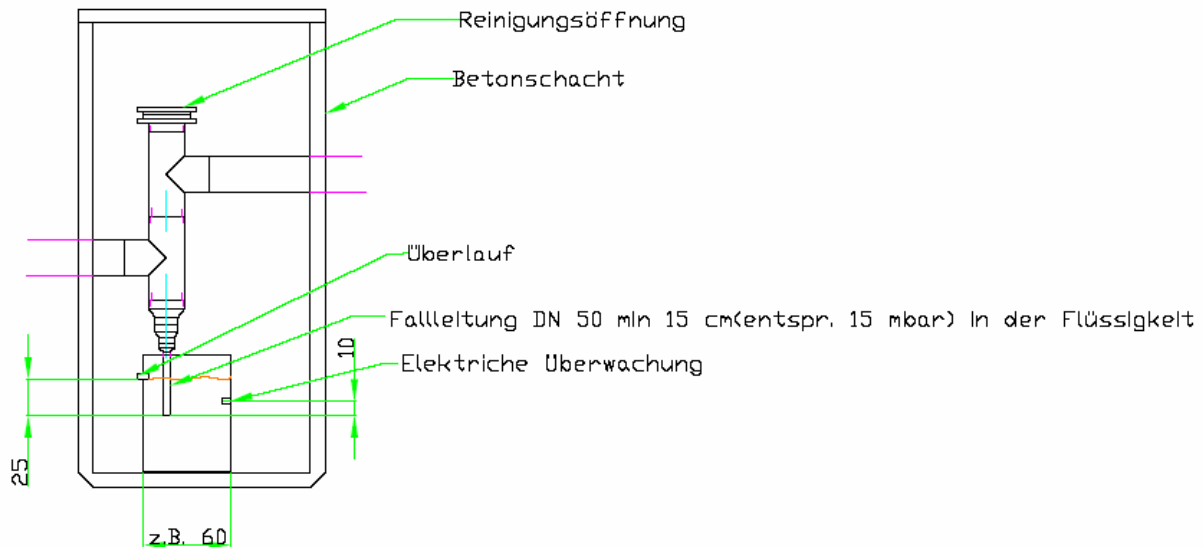 Reinigungsöffnung
Betonschacht
Überlauf
Fallleitung DN 50 min 15 cm(entspr. 15 mbar) in der Flüssigkeit
10
Elektriche Überwachung
25
z.B. 60